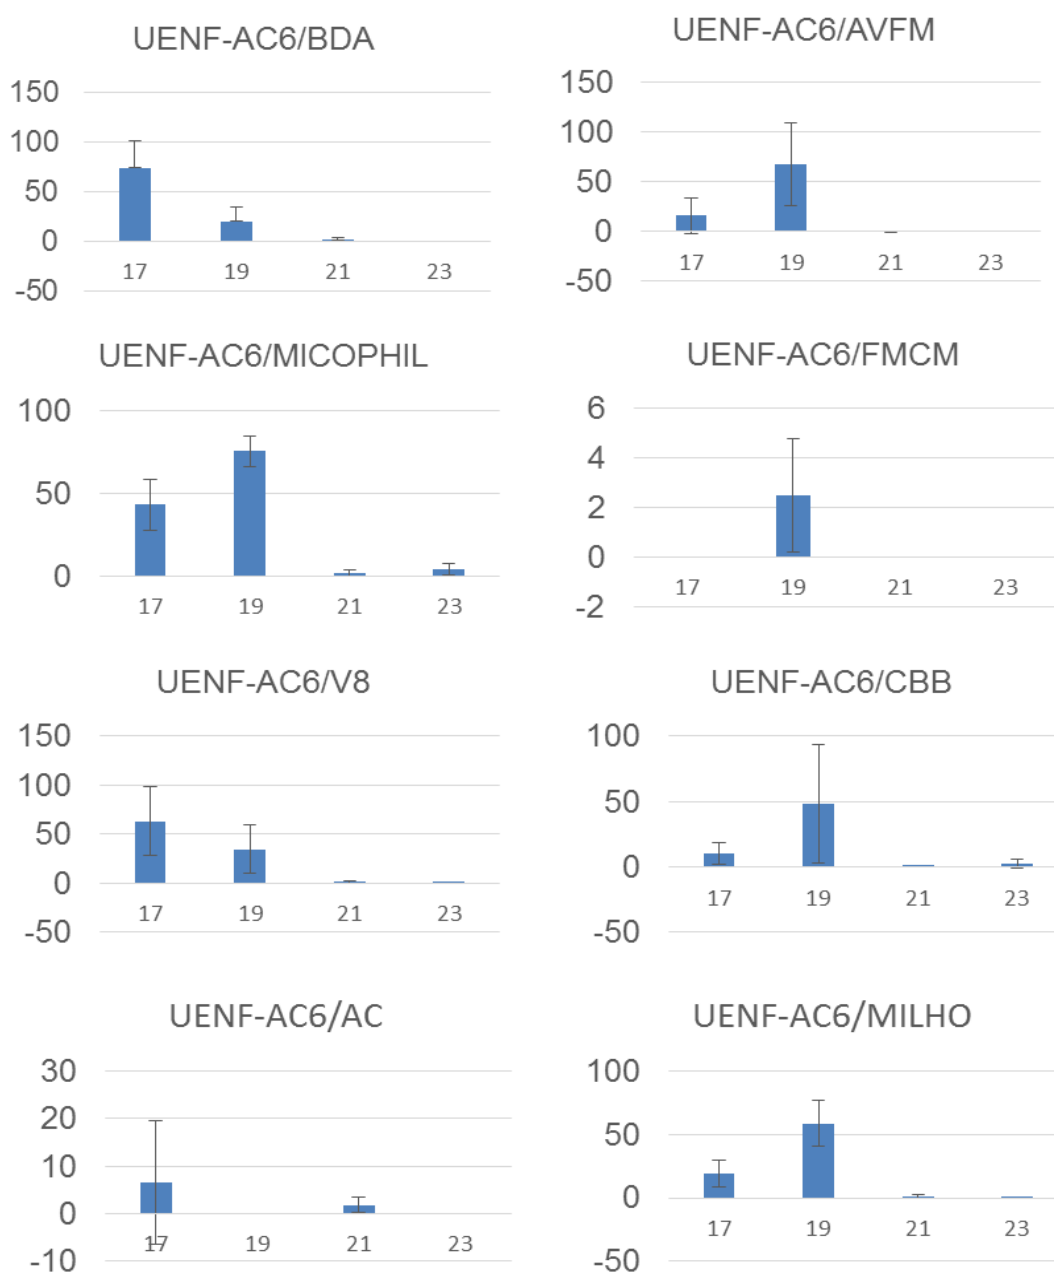 UENF-AC6/BDA
150
100
50
0
-50
17 19 21 23
UENF-AC6/AVFM
150
100
50
0
-50
17 19 21 23
UENF-AC6/MICOPHIL
100
50
0
17 19 21 23
UENF-AC6/FMCM
6
4
2
0
-2
17 19 21 23
UENF-AC6/V8
150
100
50
0
-50
17 19 21 23
UENF-AC6/CBB
100
50
0
-50
17 19 21 23
UENF-AC6/AC
30
20
10
0
-10
17 19 21 23
UENF-AC6/MILHO
100
50
0
-50
17 19 21 23